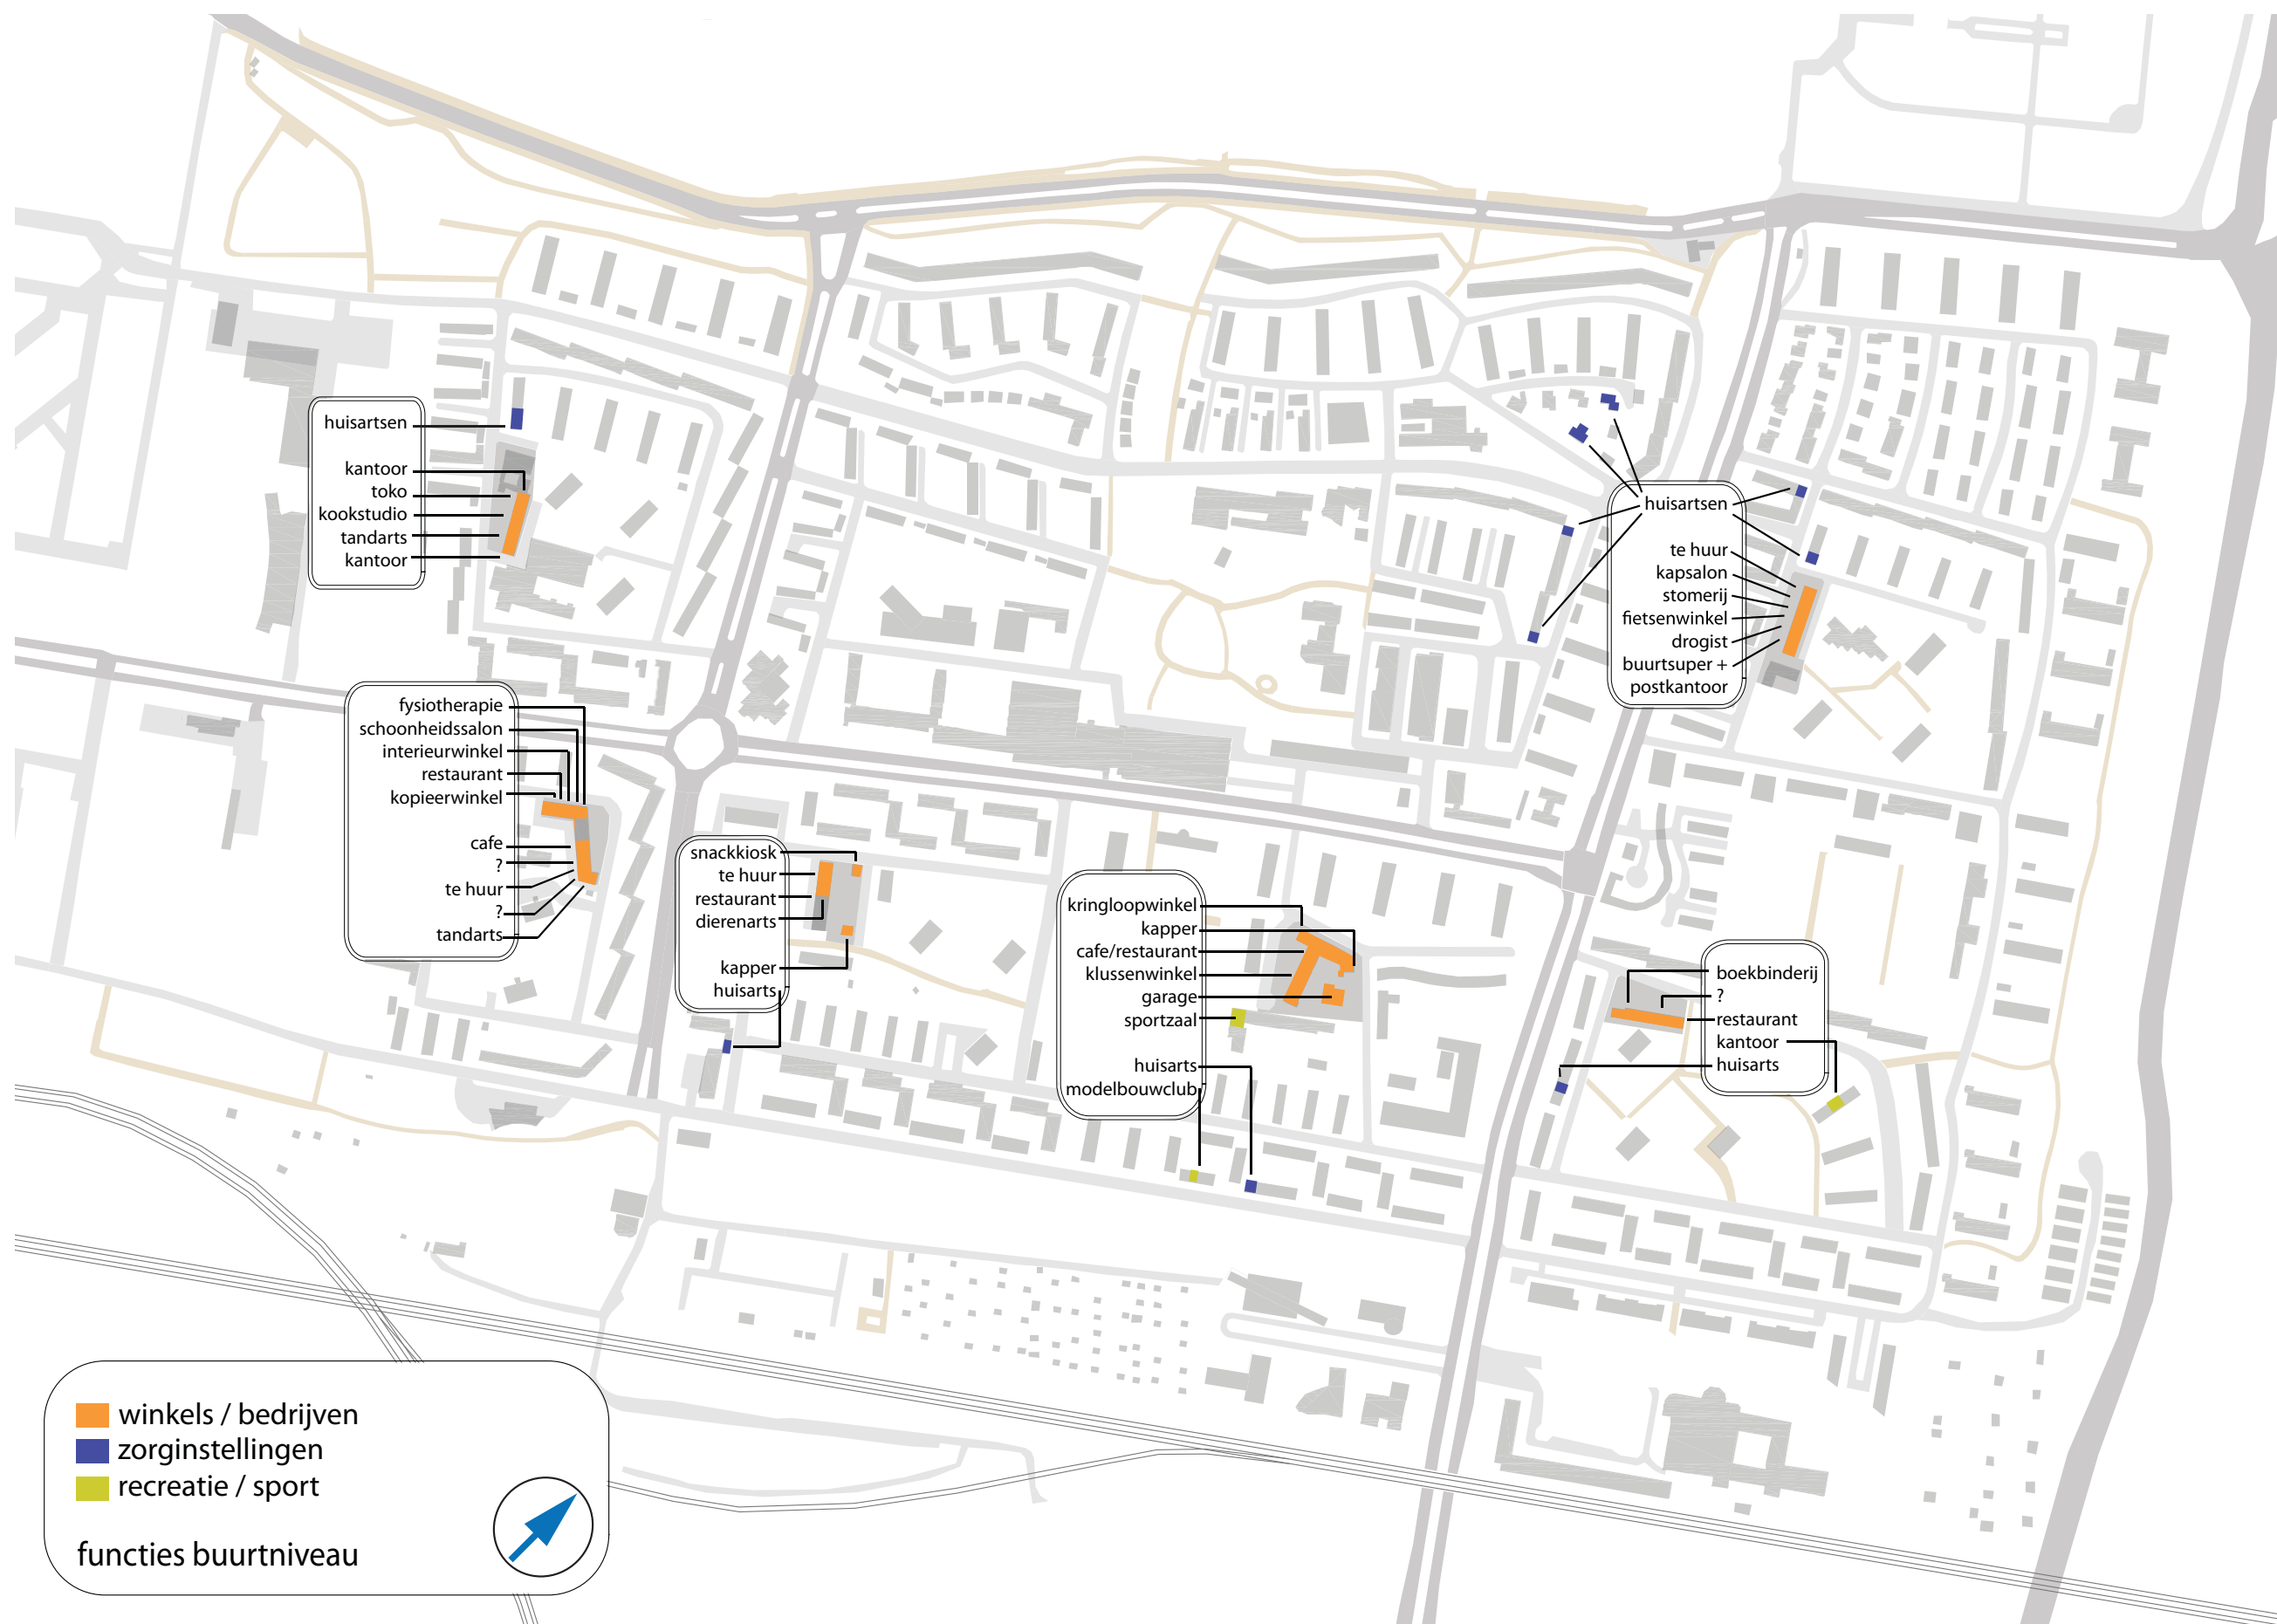 huisartsen
kantoor
toko
kookstudio
tandarts
kantoor
fysiotherapie
schoonheidssalon
interieurwinkel
restaurant
kopieerwinkel
cafe
?
te huur
?
tandarts
snackkiosk
te huur
restaurant
dierenarts
kapper
huisarts
kringloopwinkel
kapper
cafe/restaurant
klussenwinkel
garage
sportzaal
huisarts
modelbouwclub
huisartsen
te huur
kapsalon
stomerij
fietsenwinkel
drogist
buurtsuper +
postkantoor
boekbinderij
?
restaurant
kantoor
huisarts
winkels / bedrijven
zorginstellingen
recreatie / sport
functies buurtniveau